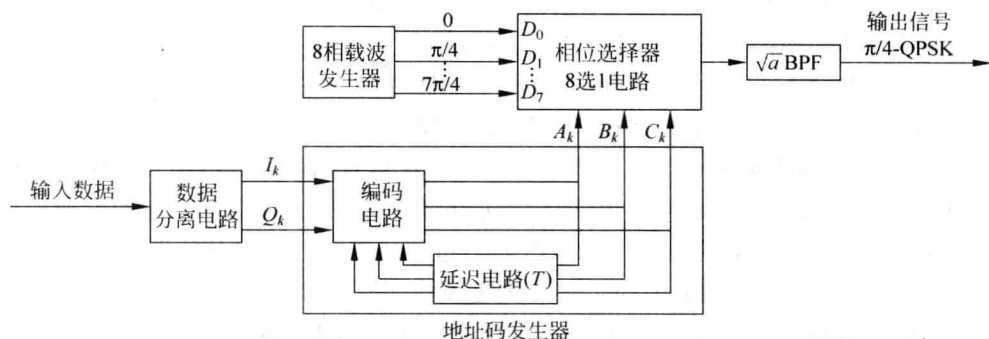 0
输出信号
π/4-QPSK
8相载波
发生器
π/4
7π/4
D₀
D₁
D₇
相位选择器
8选1电路
√a BPF
Aₖ
Bₖ
Cₖ
输入数据
数据
分离电路
Iₖ
Qₖ
编码
电路
延迟电路(T)
地址码发生器